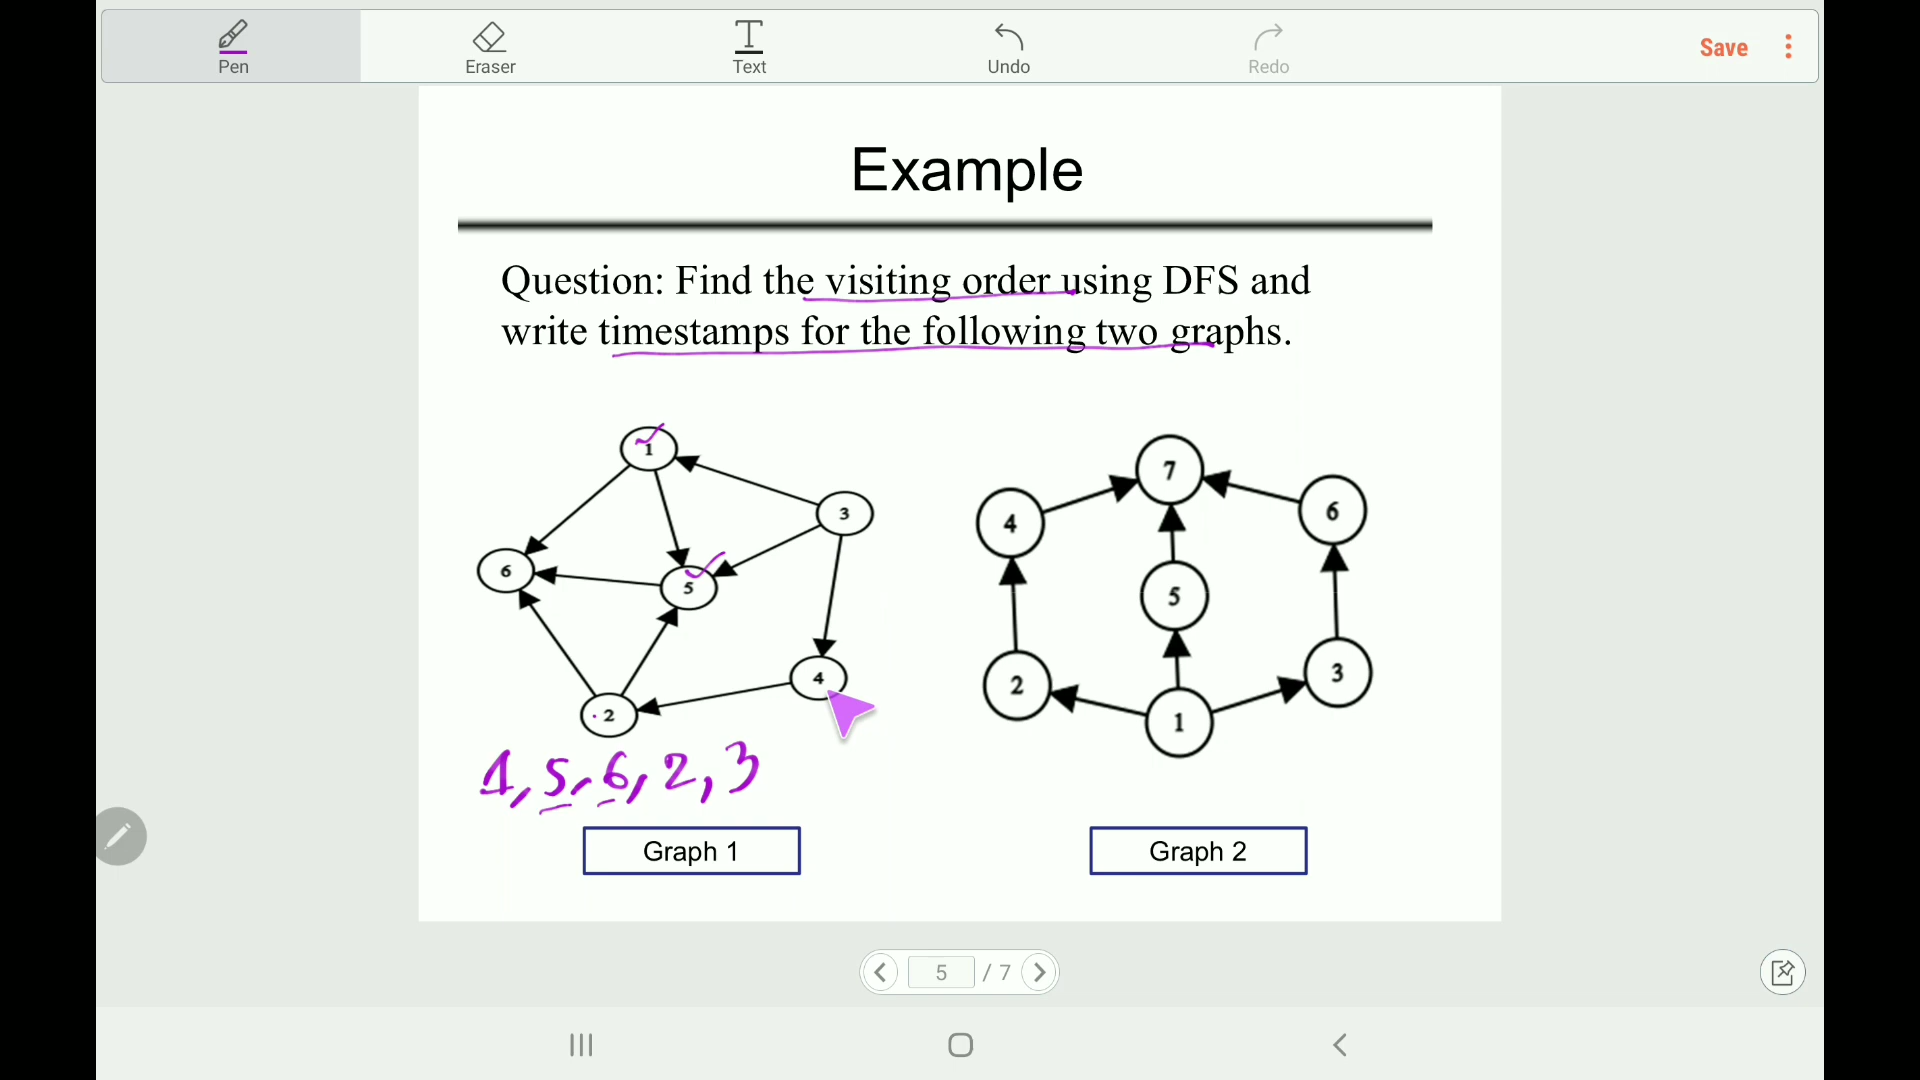 Pen Eraser Text Undo Redo Save
Example
Question: Find the visiting order using DFS and
write timestamps for the following two graphs.
1
3
6
5
4
2
7
4
6
5
2
3
1
1, 5, 6, 2, 3
Graph 1
Graph 2
5 / 7